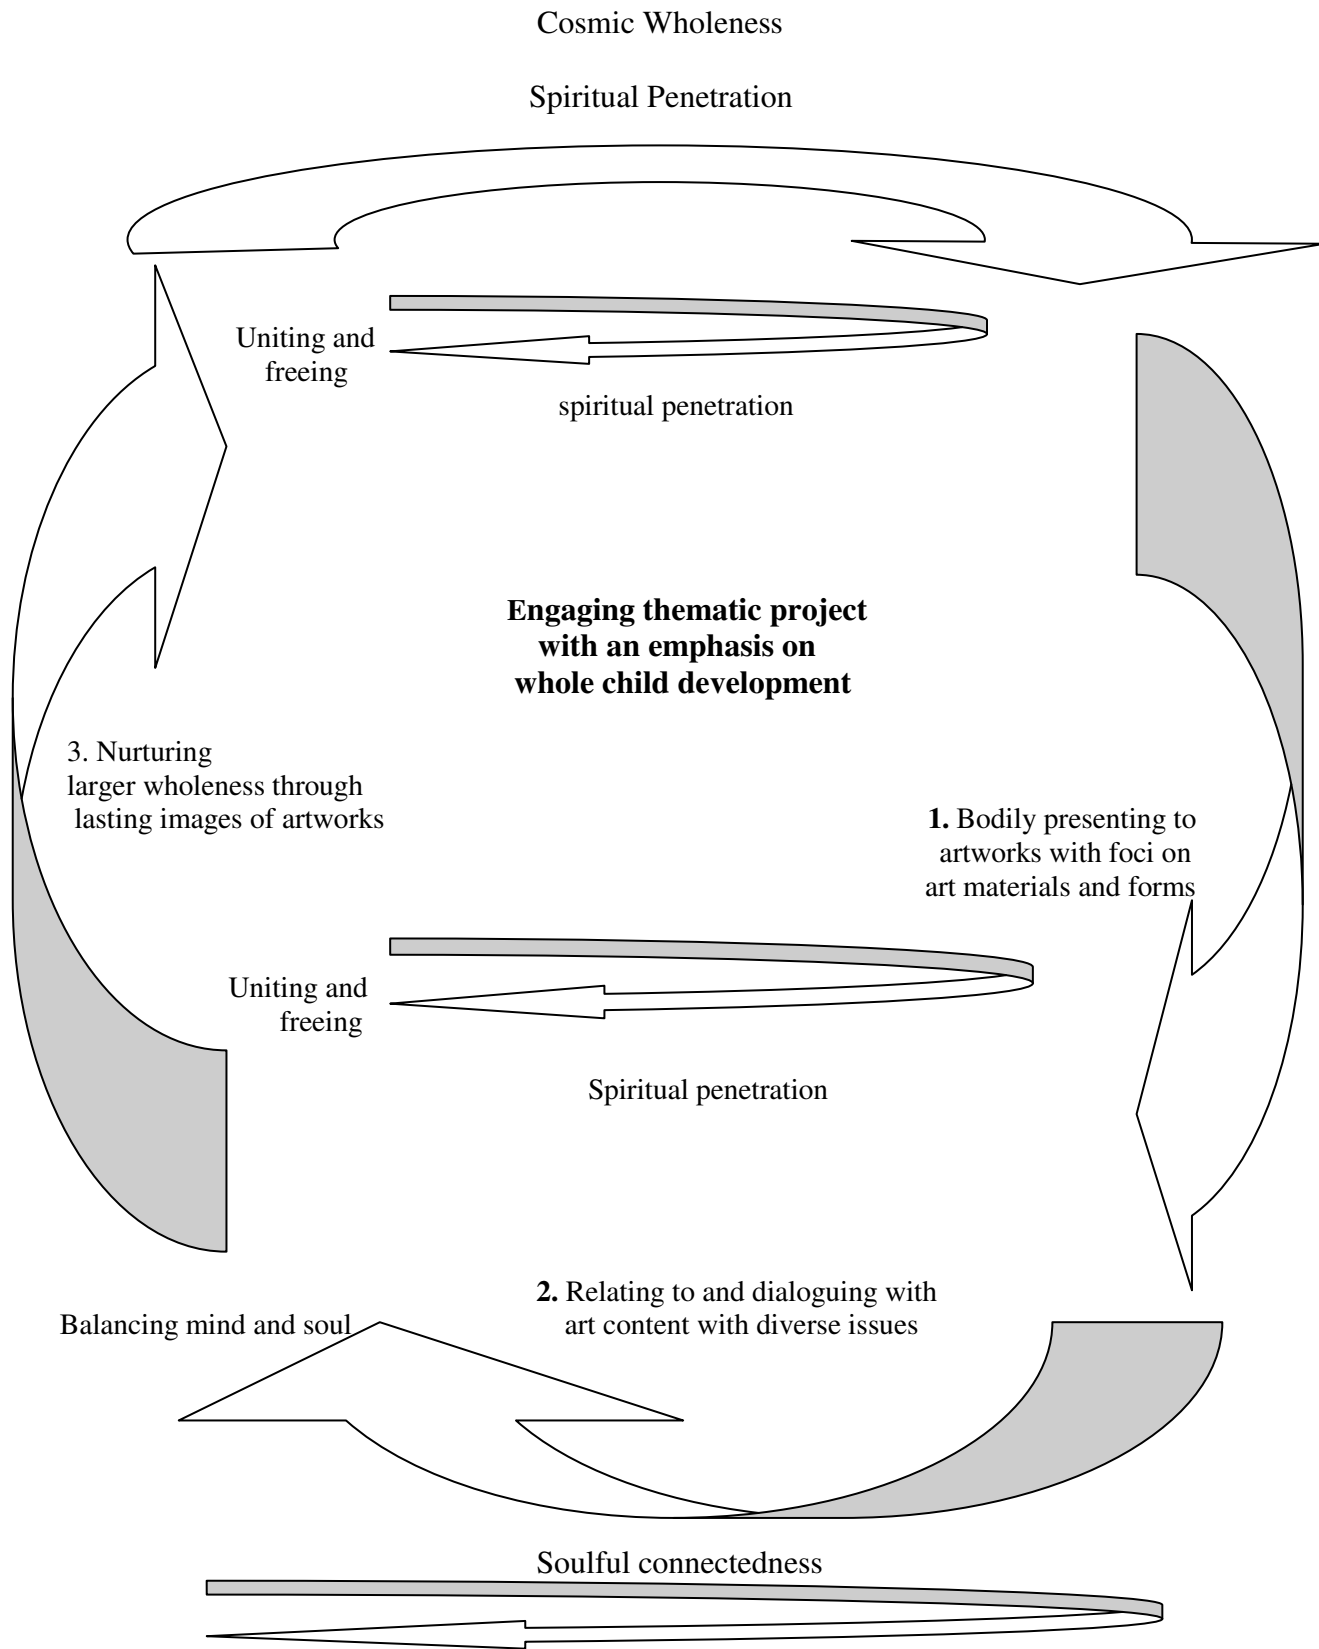 Cosmic Wholeness
Spiritual Penetration
Uniting and
freeing
spiritual penetration
Engaging thematic project
with an emphasis on
whole child development
3. Nurturing
larger wholeness through
lasting images of artworks
1. Bodily presenting to
artworks with foci on
art materials and forms
Uniting and
freeing
Spiritual penetration
2. Relating to and dialoguing with
art content with diverse issues
Balancing mind and soul
Soulful connectedness